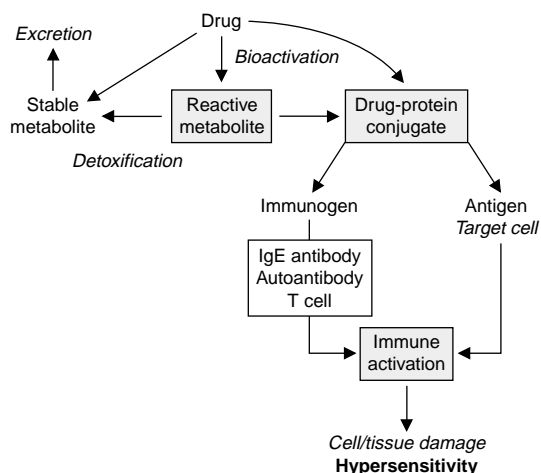 Drug
Excretion
Bioactivation
Stable
metabolite
Reactive
metabolite
Drug-protein
conjugate
Detoxification
Immunogen
Antigen
Target cell
IgE antibody
Autoantibody
T cell
Immune
activation
Cell/tissue damage
Hypersensitivity